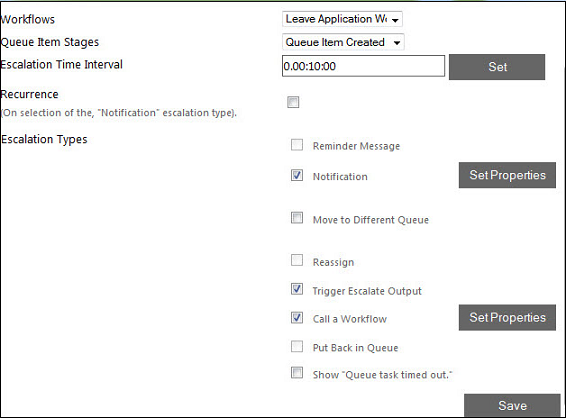 Workflows Leave Application Wo
Queue Item Stages Queue Item Created
Escalation Time Interval 0.00:10:00 Set
Recurrence
(On selection of the, "Notification" escalation type).
Escalation Types
Reminder Message
Notification Set Properties
Move to Different Queue
Reassign
Trigger Escalate Output
Call a Workflow Set Properties
Put Back in Queue
Show "Queue task timed out."
Save